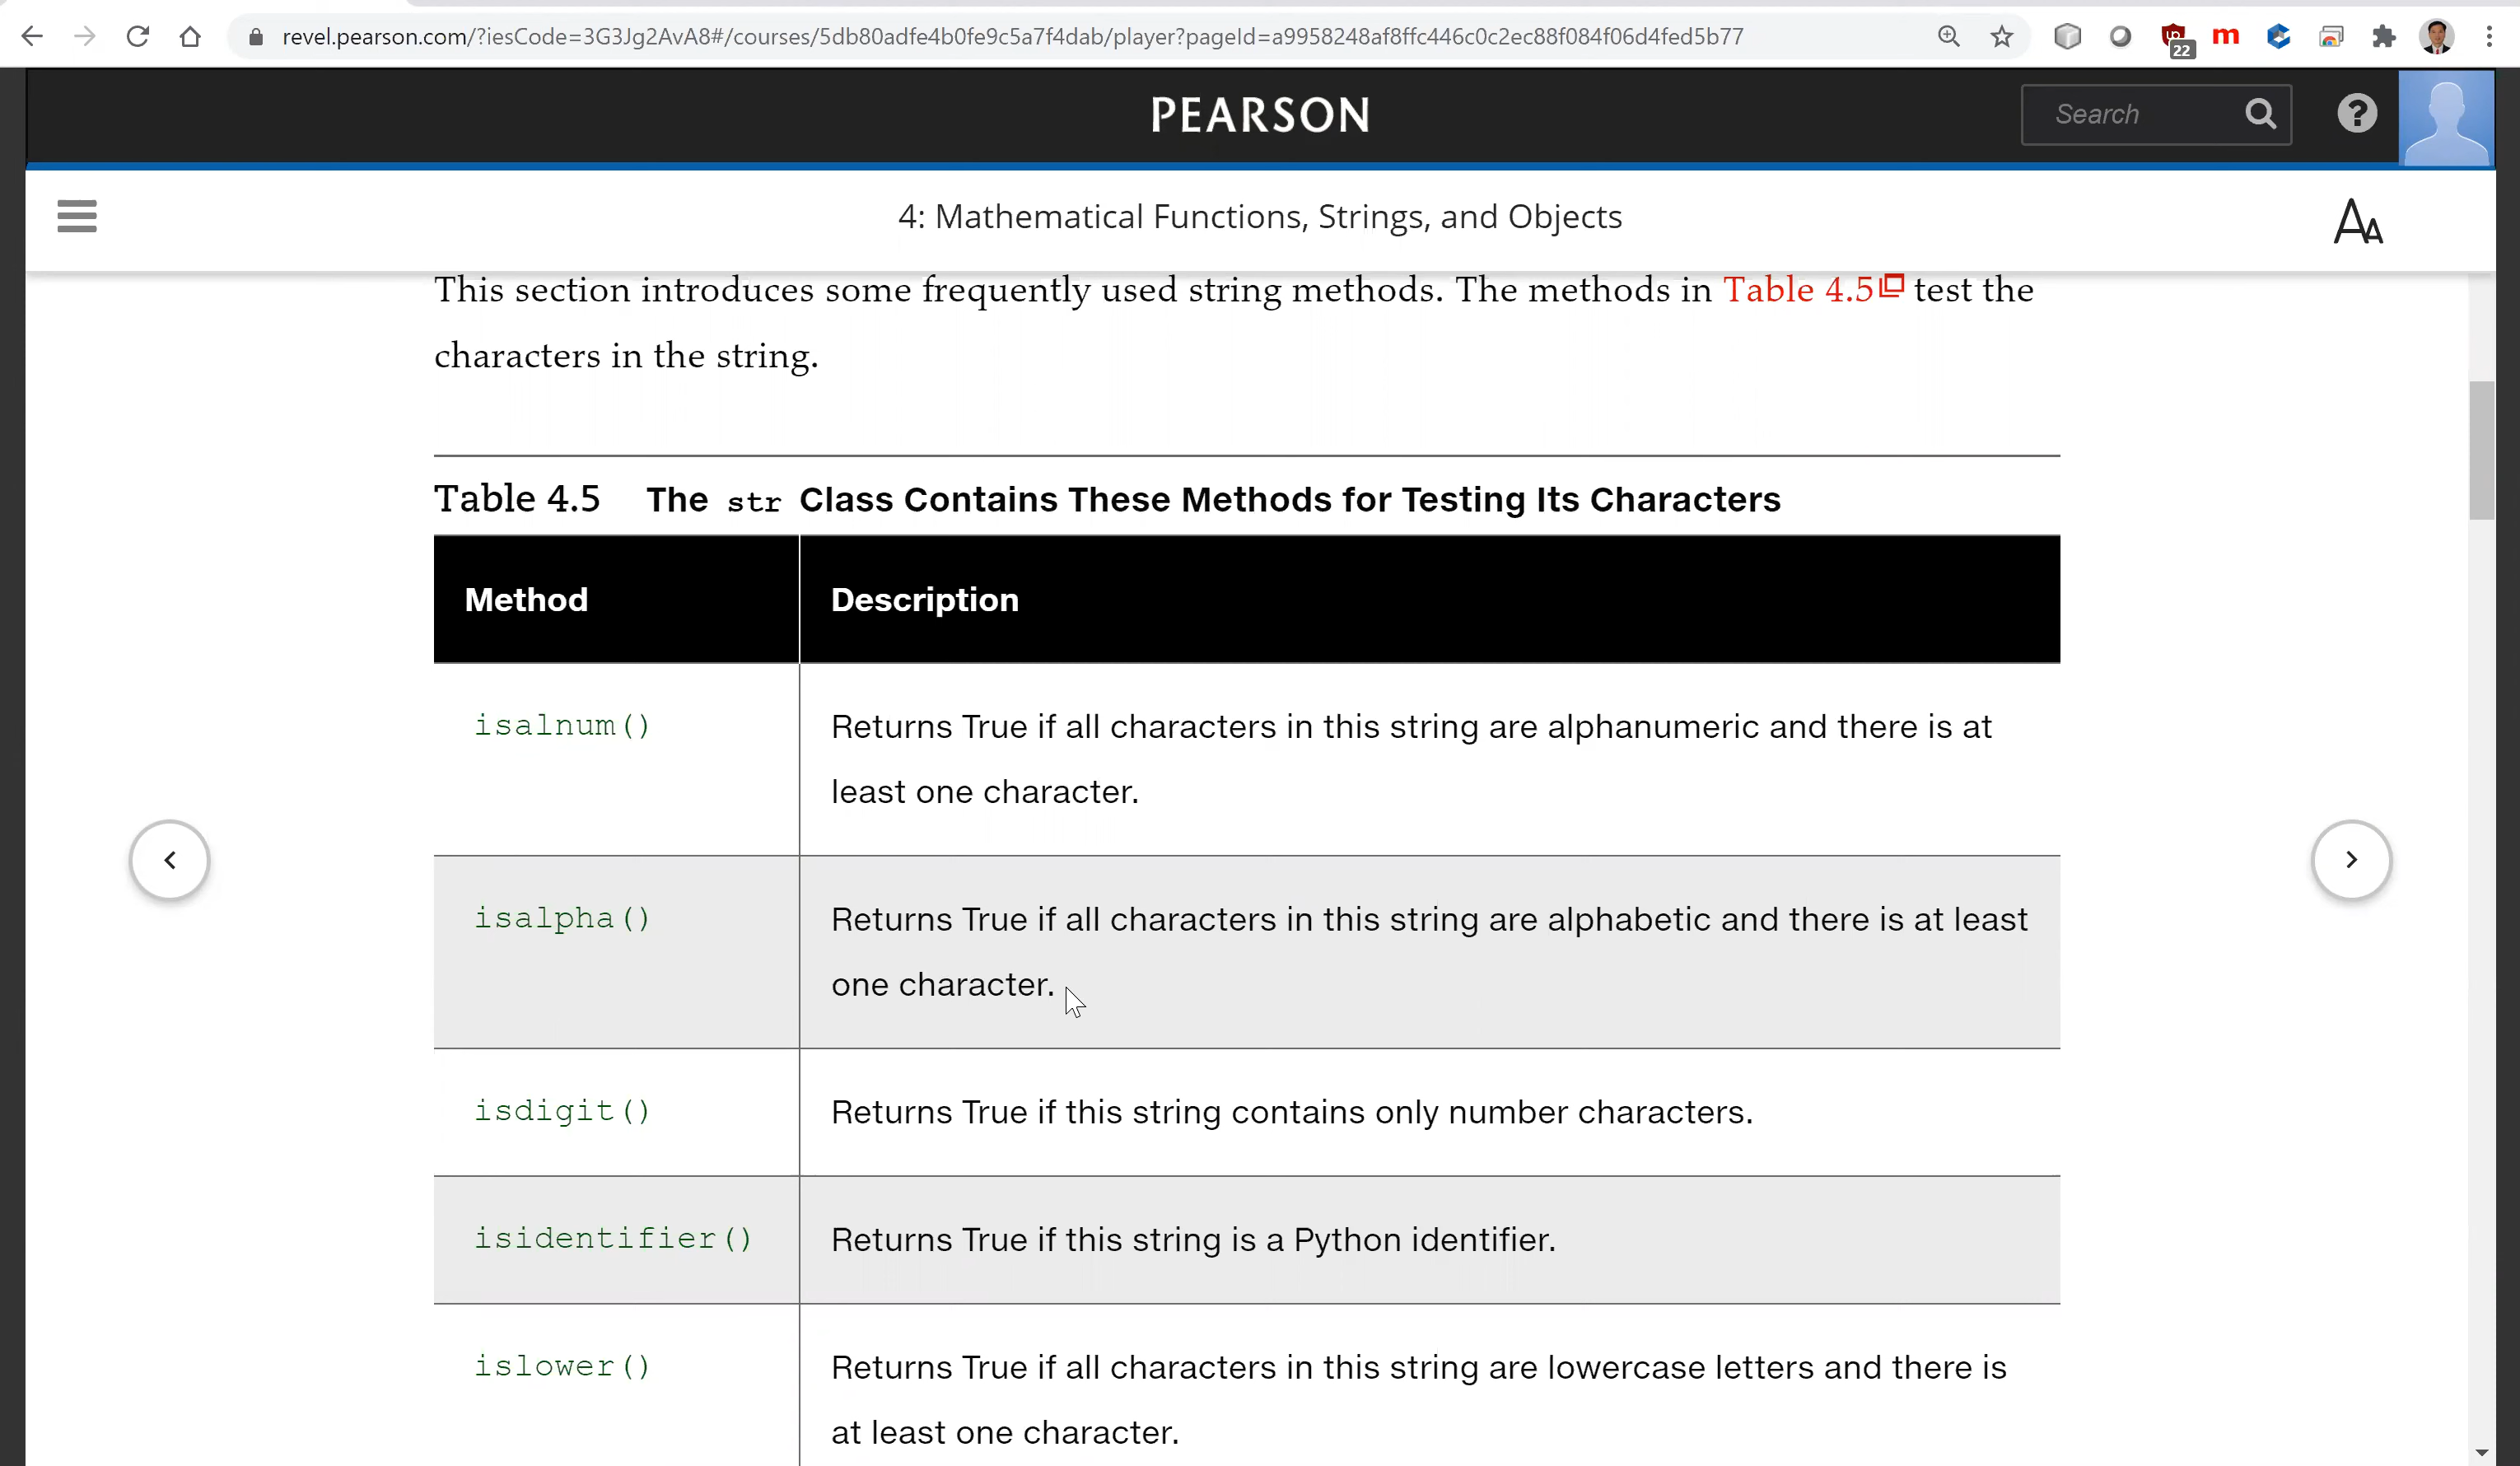 revel.pearson.com/?iesCode=3G3Jg2AvA8#/courses/5db80adfe4b0fe9c5a7f4dab/player?pageId=a9958248af8ffc446c0c2ec88f084f06d4fed5b77
22
m
PEARSON
Search
?
4: Mathematical Functions, Strings, and Objects
AA
This section introduces some frequently used string methods. The methods in Table 4.5 test the
characters in the string.
Table 4.5 The str Class Contains These Methods for Testing Its Characters
Method Description
isalnum() Returns True if all characters in this string are alphanumeric and there is at
least one character.
isalpha() Returns True if all characters in this string are alphabetic and there is at least
one character.
isdigit() Returns True if this string contains only number characters.
isidentifier() Returns True if this string is a Python identifier.
islower() Returns True if all characters in this string are lowercase letters and there is
at least one character.